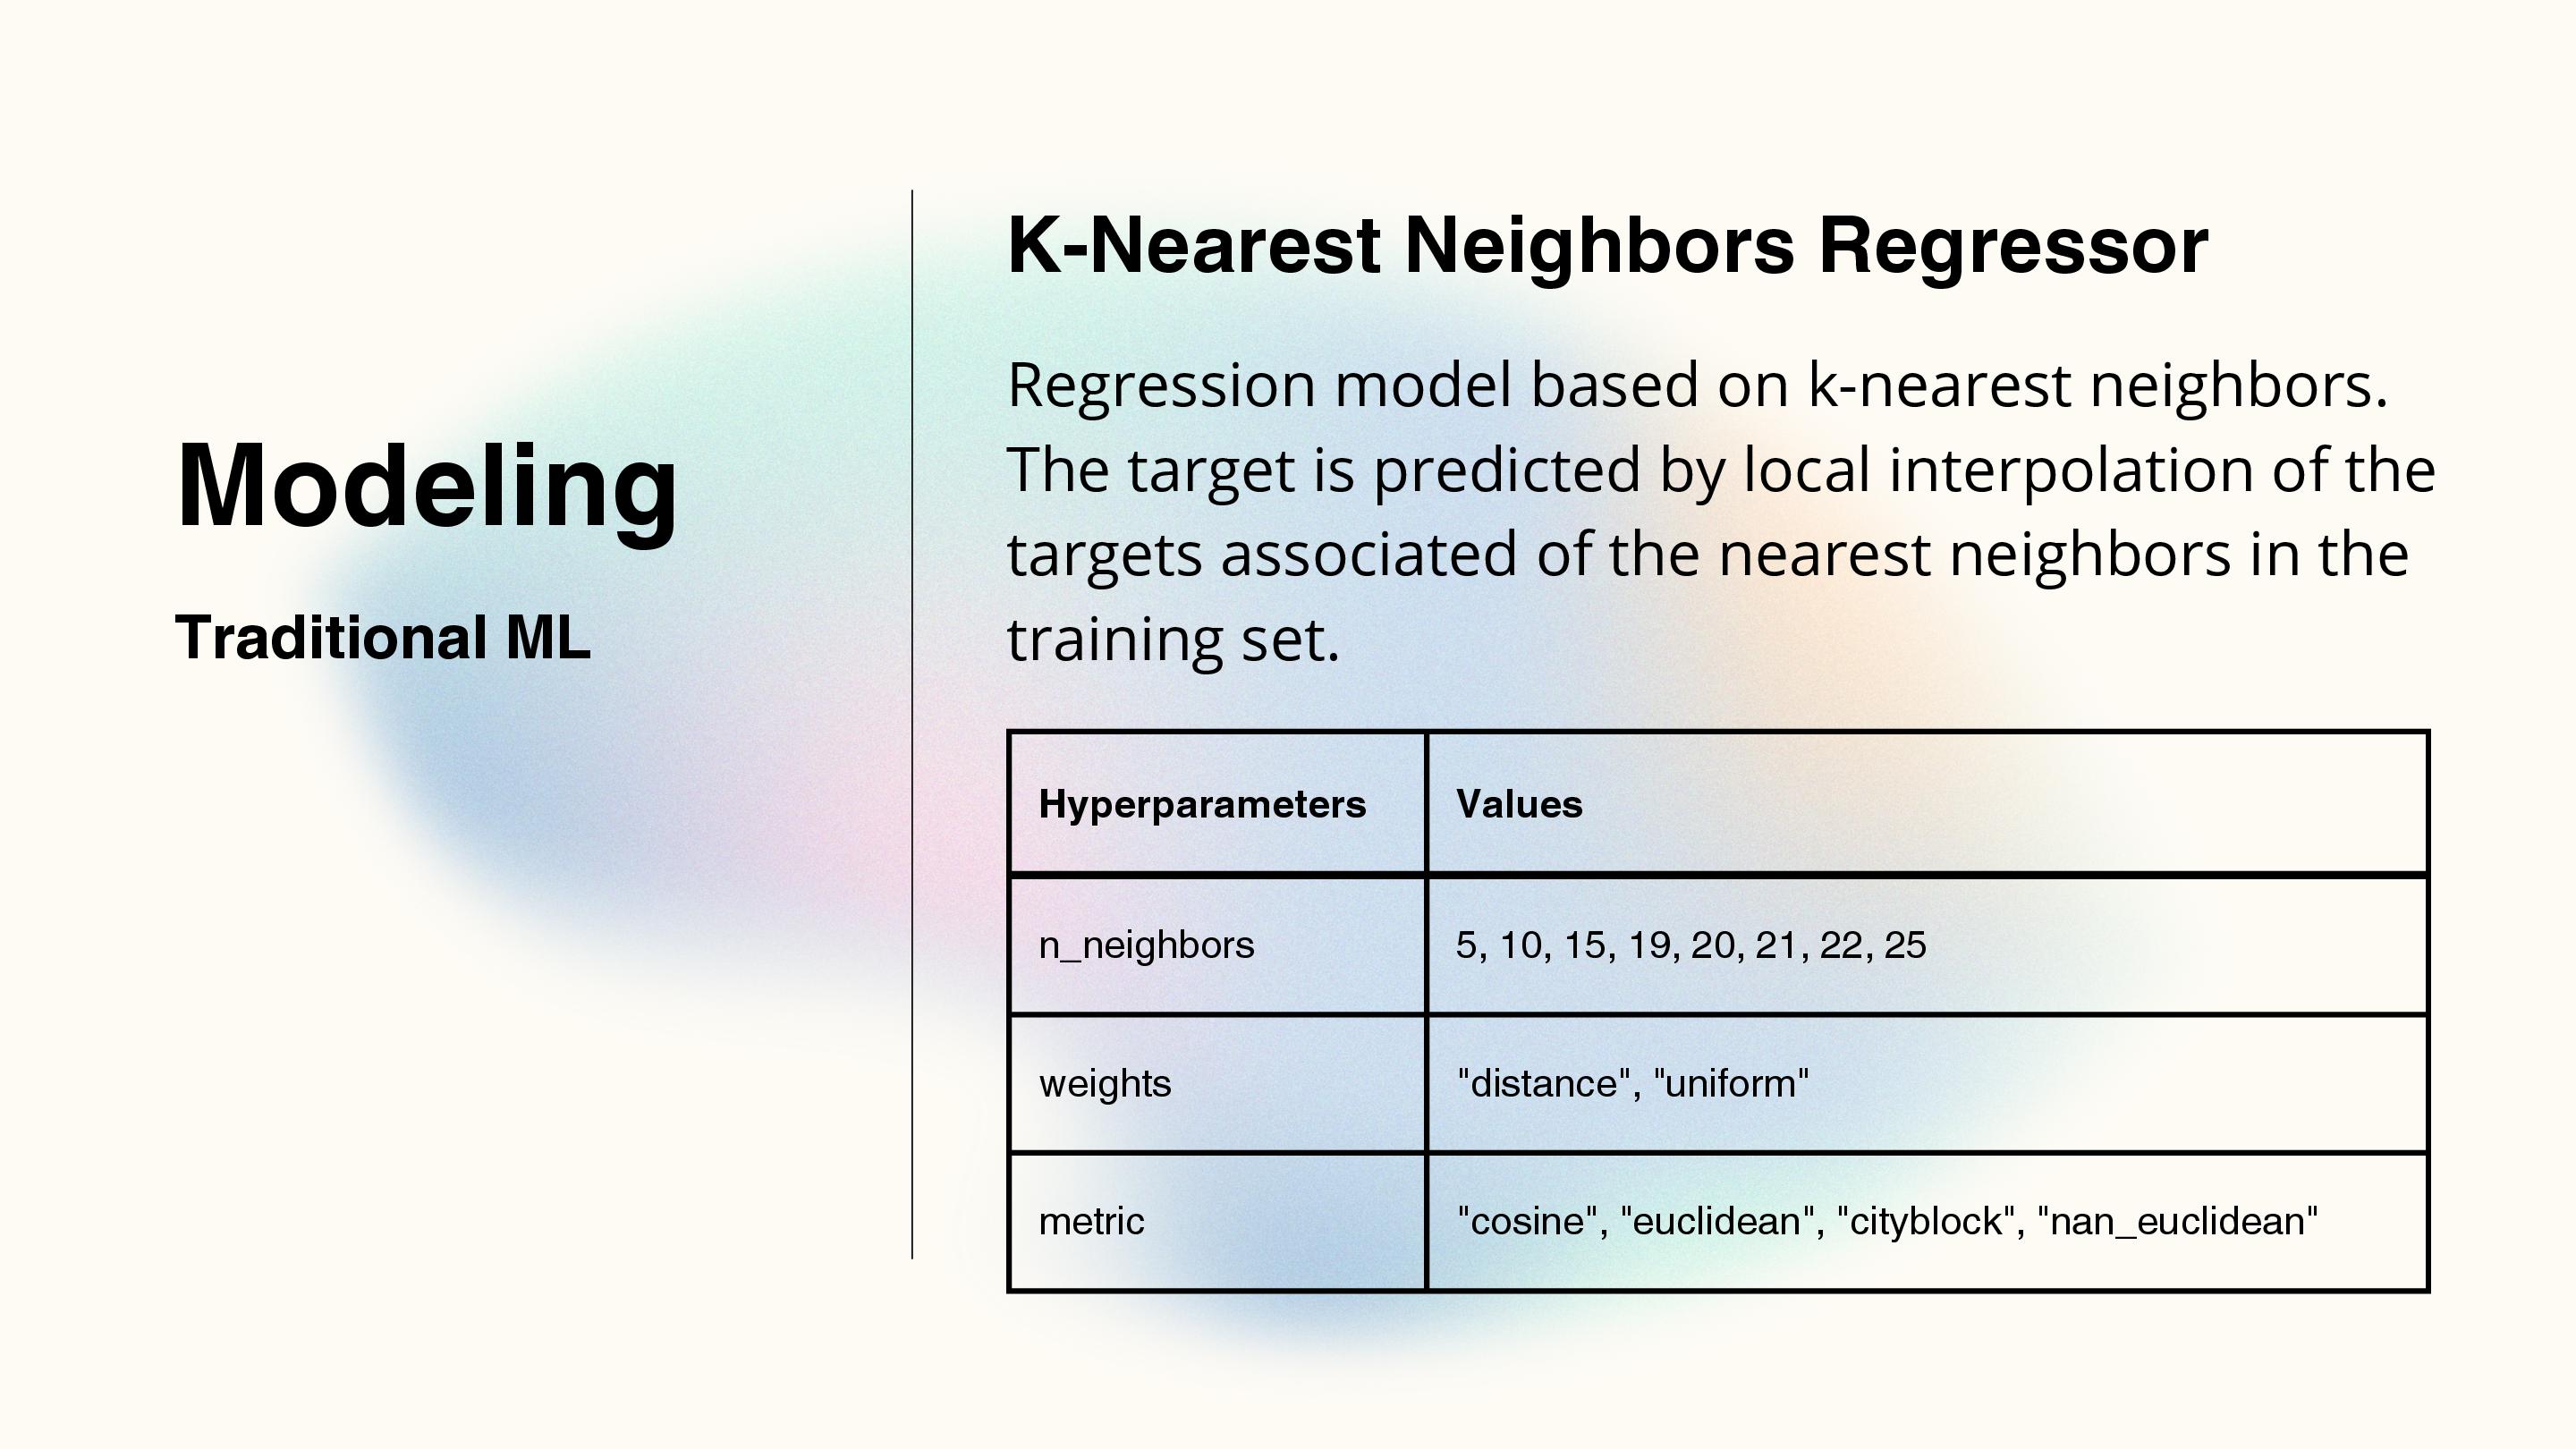 Modeling
Traditional ML
K-Nearest Neighbors Regressor
Regression model based on k-nearest neighbors.
The target is predicted by local interpolation of the
targets associated of the nearest neighbors in the
training set.
Hyperparameters Values
n_neighbors 5, 10, 15, 19, 20, 21, 22, 25
weights "distance", "uniform"
metric "cosine", "euclidean", "cityblock", "nan_euclidean"